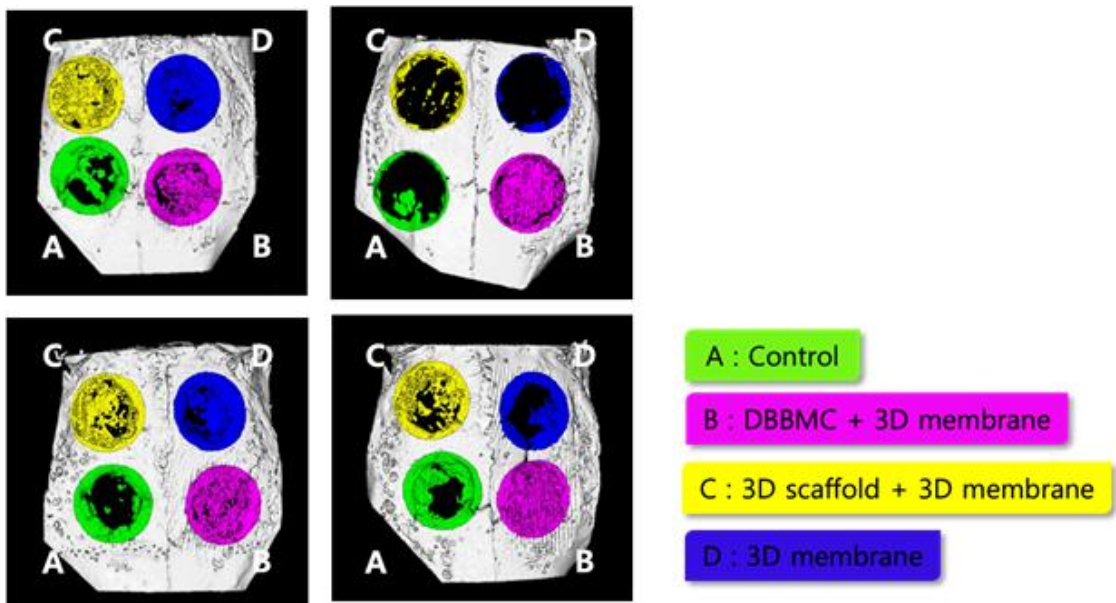 C D
A B
C D
A B
C D
A B
C D
A B
A : Control
B : DBBMC + 3D membrane
C : 3D scaffold + 3D membrane
D : 3D membrane